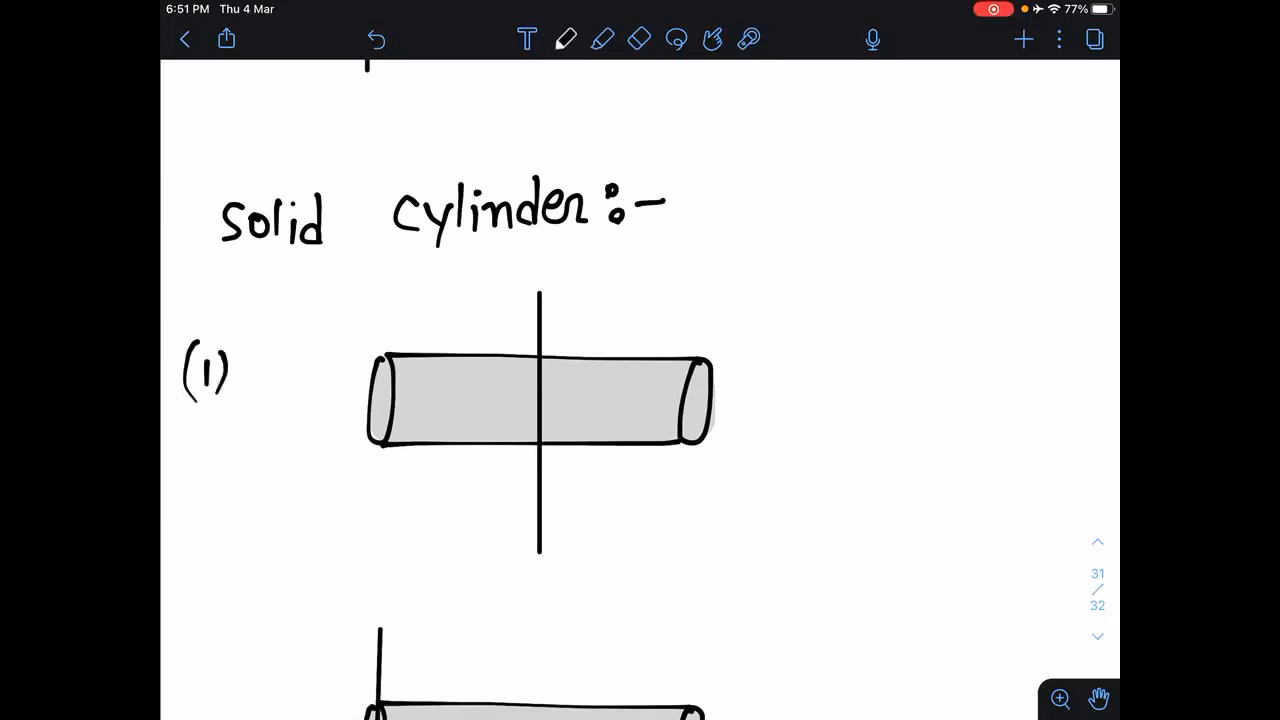 6:51 PM Thu 4 Mar 77%
T
solid cylinder :-
(1)
31
/
32